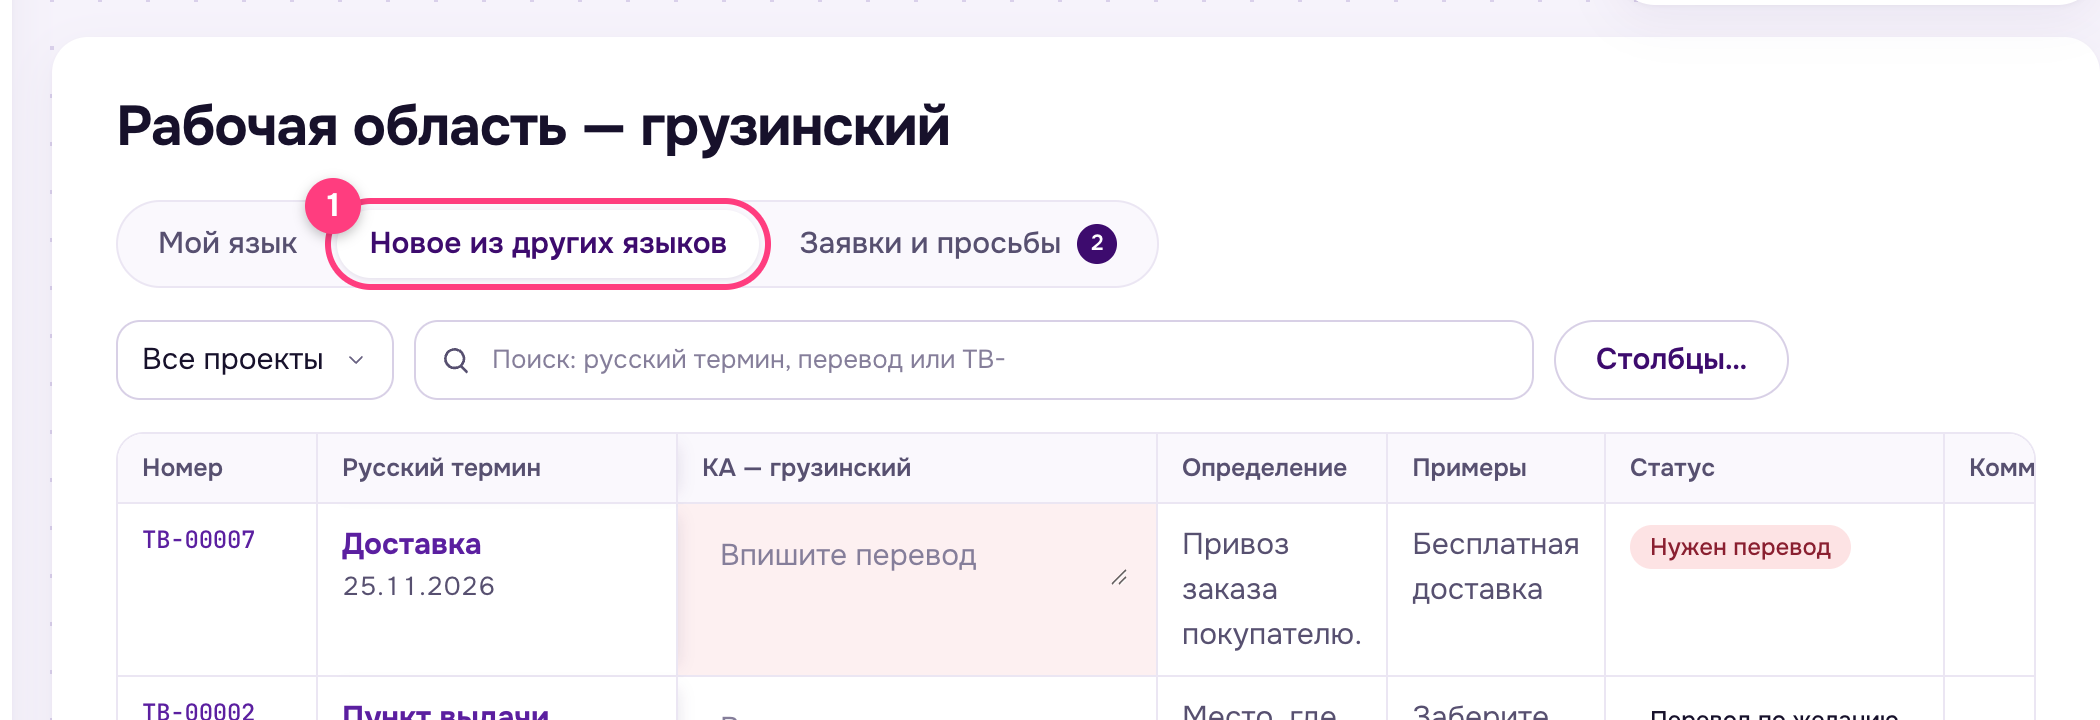 Рабочая область — грузинский
1
Мой язык Новое из других языков Заявки и просьбы 2
Все проекты Поиск: русский термин, перевод или ТВ- Столбцы...
Номер Русский термин КА — грузинский Определение Примеры Статус Комм
ТВ-00007 Доставка Впишите перевод Привоз Бесплатная Нужен перевод
25.11.2026 заказа доставка
покупателю.
ТВ-00002 Пункт выдачи Место, где Заберите Перевод по желанию